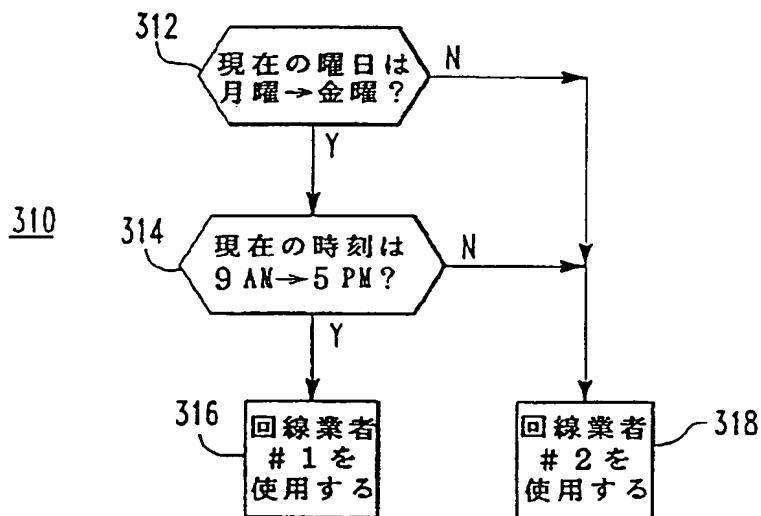 312
現在の曜日は
月曜→金曜?
N
Y
310
314
現在の時刻は
9 AM→5 PM?
N
Y
316
回線業者
#1を
使用する
回線業者
#2を
使用する
318